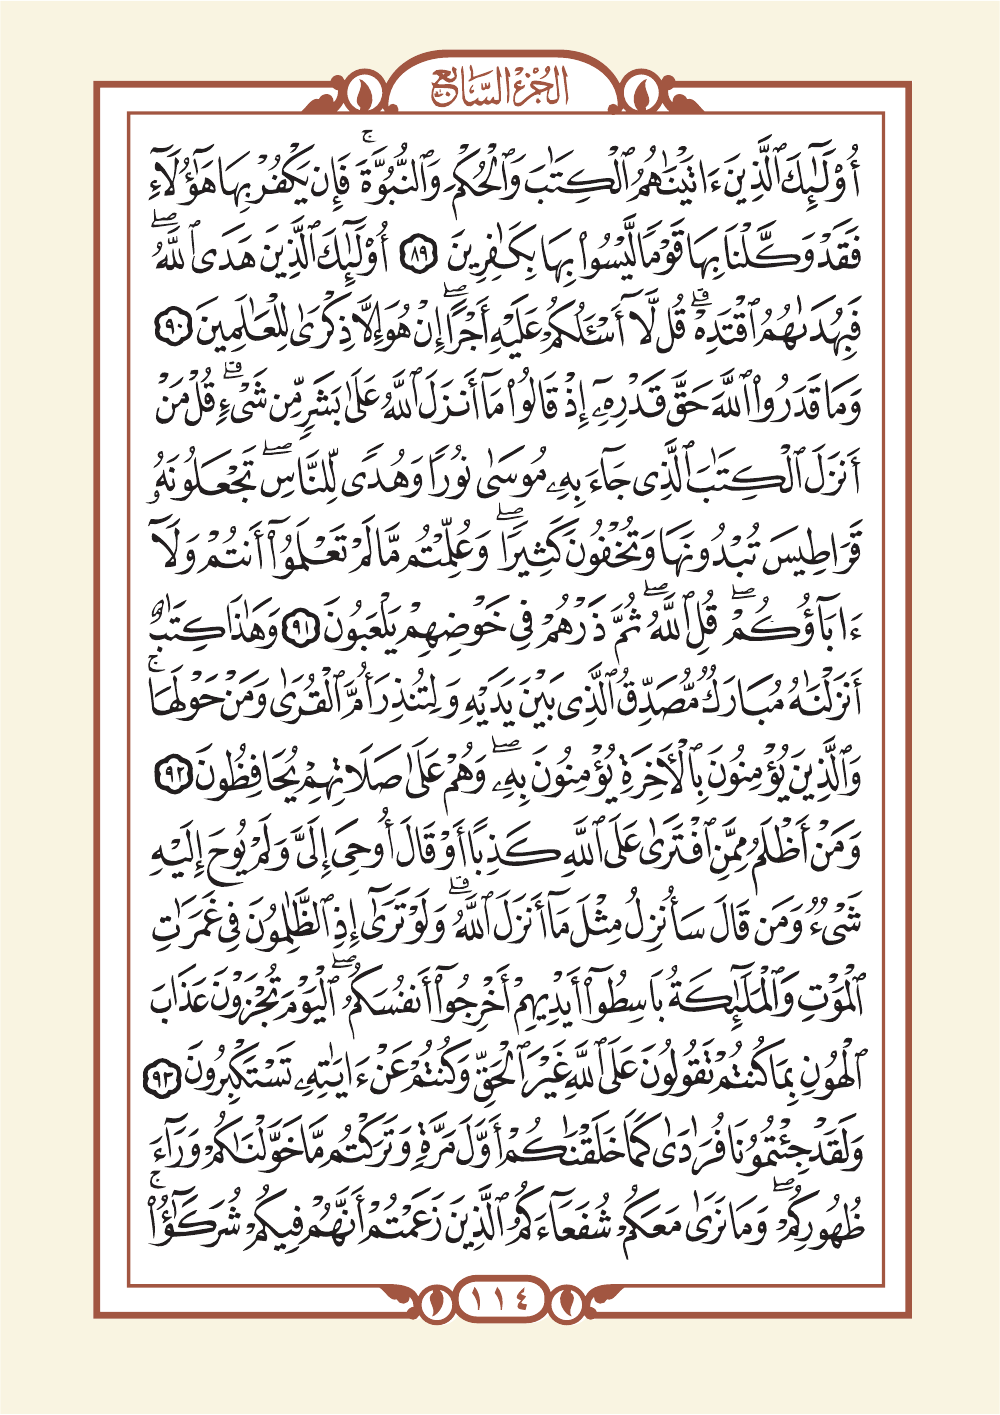 الجُزْءُ السَّابِع
أُوْلَٰٓئِكَ ٱلَّذِينَ ءَاتَيْنَٰهُمُ ٱلْكِتَٰبَ وَٱلْحُكْمَ وَٱلنُّبُوَّةَ ۚ فَإِن يَكْفُرْ بِهَا هَٰٓؤُلَآءِ
فَقَدْ وَكَّلْنَا بِهَا قَوْمًا لَّيْسُوا۟ بِهَا بِكَٰفِرِينَ ٨٩ أُوْلَٰٓئِكَ ٱلَّذِينَ هَدَى ٱللَّهُ ۖ
فَبِهُدَىٰهُمُ ٱقْتَدِهْ ۗ قُل لَّآ أَسْـَٔلُكُمْ عَلَيْهِ أَجْرًا ۖ إِنْ هُوَ إِلَّا ذِكْرَىٰ لِلْعَٰلَمِينَ ٩٠
وَمَا قَدَرُوا۟ ٱللَّهَ حَقَّ قَدْرِهِۦٓ إِذْ قَالُوا۟ مَآ أَنزَلَ ٱللَّهُ عَلَىٰ بَشَرٍ مِّن شَىْءٍ ۗ قُلْ مَنْ
أَنزَلَ ٱلْكِتَٰبَ ٱلَّذِى جَآءَ بِهِۦ مُوسَىٰ نُورًا وَهُدًى لِّلنَّاسِ ۖ تَجْعَلُونَهُۥ
قَرَاطِيسَ تُبْدُونَهَا وَتُخْفُونَ كَثِيرًا ۖ وَعُلِّمْتُم مَّا لَمْ تَعْلَمُوٓا۟ أَنتُمْ وَلَآ
ءَابَآؤُكُمْ ۖ قُلِ ٱللَّهُ ۖ ثُمَّ ذَرْهُمْ فِى خَوْضِهِمْ يَلْعَبُونَ ٩١ وَهَٰذَا كِتَٰبٌ
أَنزَلْنَٰهُ مُبَارَكٌ مُّصَدِّقُ ٱلَّذِى بَيْنَ يَدَيْهِ وَلِتُنذِرَ أُمَّ ٱلْقُرَىٰ وَمَنْ حَوْلَهَا ۚ
وَٱلَّذِينَ يُؤْمِنُونَ بِٱلْأَخِرَةِ يُؤْمِنُونَ بِهِۦ ۖ وَهُمْ عَلَىٰ صَلَاتِهِمْ يُحَافِظُونَ ٩٢
وَمَنْ أَظْلَمُ مِمَّنِ ٱفْتَرَىٰ عَلَى ٱللَّهِ كَذِبًا أَوْ قَالَ أُوحِىَ إِلَىَّ وَلَمْ يُوحَ إِلَيْهِ
شَىْءٌ وَمَن قَالَ سَأُنزِلُ مِثْلَ مَآ أَنزَلَ ٱللَّهُ ۗ وَلَوْ تَرَىٰٓ إِذِ ٱلظَّٰلِمُونَ فِى غَمَرَٰتِ
ٱلْمَوْتِ وَٱلْمَلَٰٓئِكَةُ بَاسِطُوٓا۟ أَيْدِيهِمْ أَخْرِجُوٓا۟ أَنفُسَكُمُ ۖ ٱلْيَوْمَ تُجْزَوْنَ عَذَابَ
ٱلْهُونِ بِمَا كُنتُمْ تَقُولُونَ عَلَى ٱللَّهِ غَيْرَ ٱلْحَقِّ وَكُنتُمْ عَنْ ءَايَٰتِهِۦ تَسْتَكْبِرُونَ ٩٣
وَلَقَدْ جِئْتُمُونَا فُرَٰدَىٰ كَمَا خَلَقْنَٰكُمْ أَوَّلَ مَرَّةٍ وَتَرَكْتُم مَّا خَوَّلْنَٰكُمْ وَرَآءَ
ظُهُورِكُمْ ۖ وَمَا نَرَىٰ مَعَكُمْ شُفَعَآءَكُمُ ٱلَّذِينَ زَعَمْتُمْ أَنَّهُمْ فِيكُمْ شُرَكَٰٓؤُا۟ ۚ
١١٤